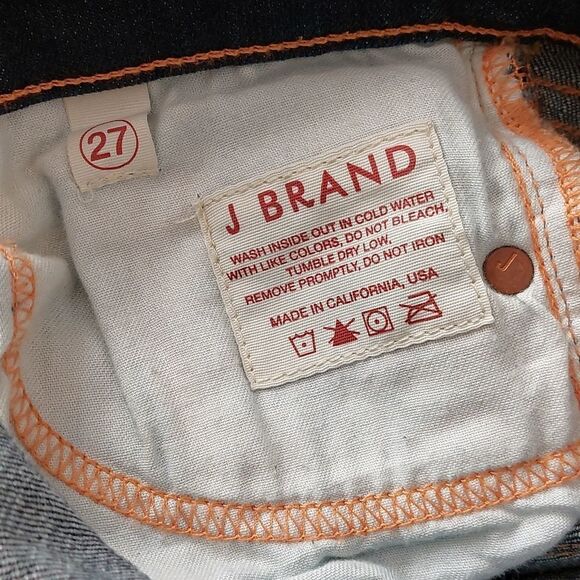 27
J BRAND
WASH INSIDE OUT IN COLD WATER
WITH LIKE COLORS, DO NOT BLEACH,
TUMBLE DRY LOW.
REMOVE PROMPTLY, DO NOT IRON
MADE IN CALIFORNIA, USA
J